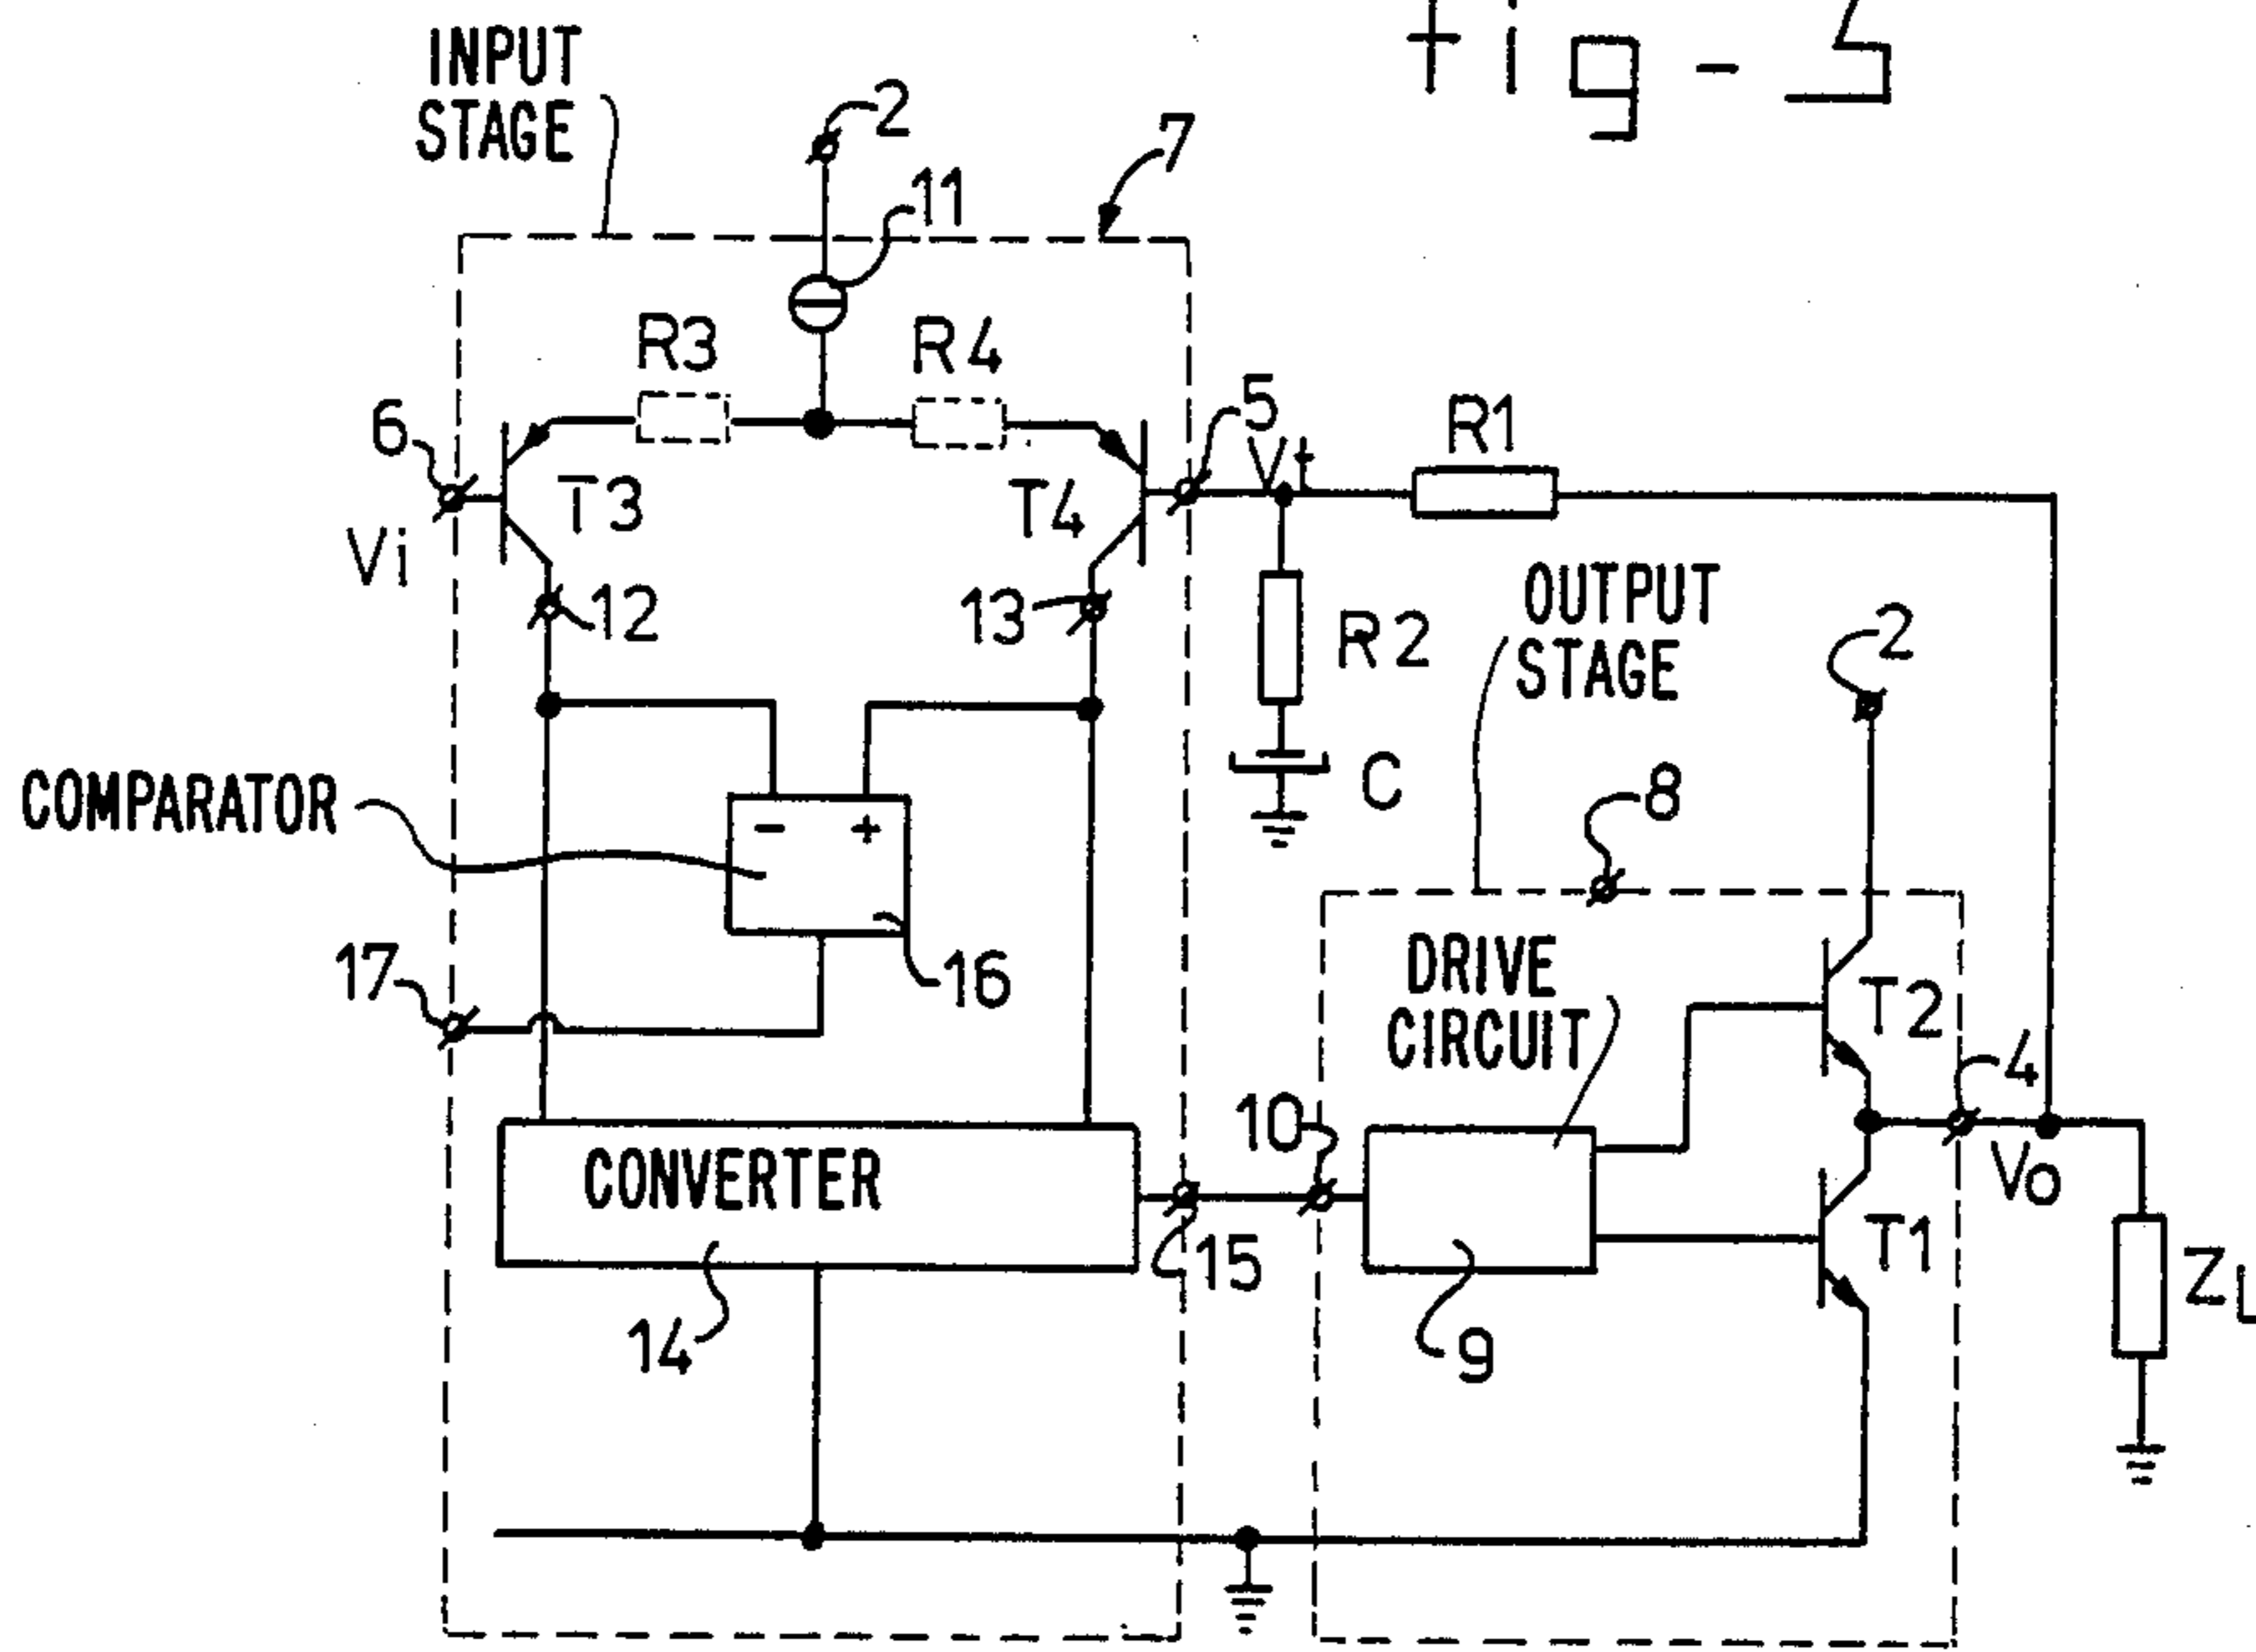 fig-5
INPUT
STAGE
2
11
7
R3
R4
6
5
Vt
R1
T3
T4
Vi
12
13
R2
OUTPUT
STAGE
2
COMPARATOR
C
8
- +
17
16
DRIVE
CIRCUIT
T2
4
10
CONVERTER
Vo
15
T1
ZL
14
9